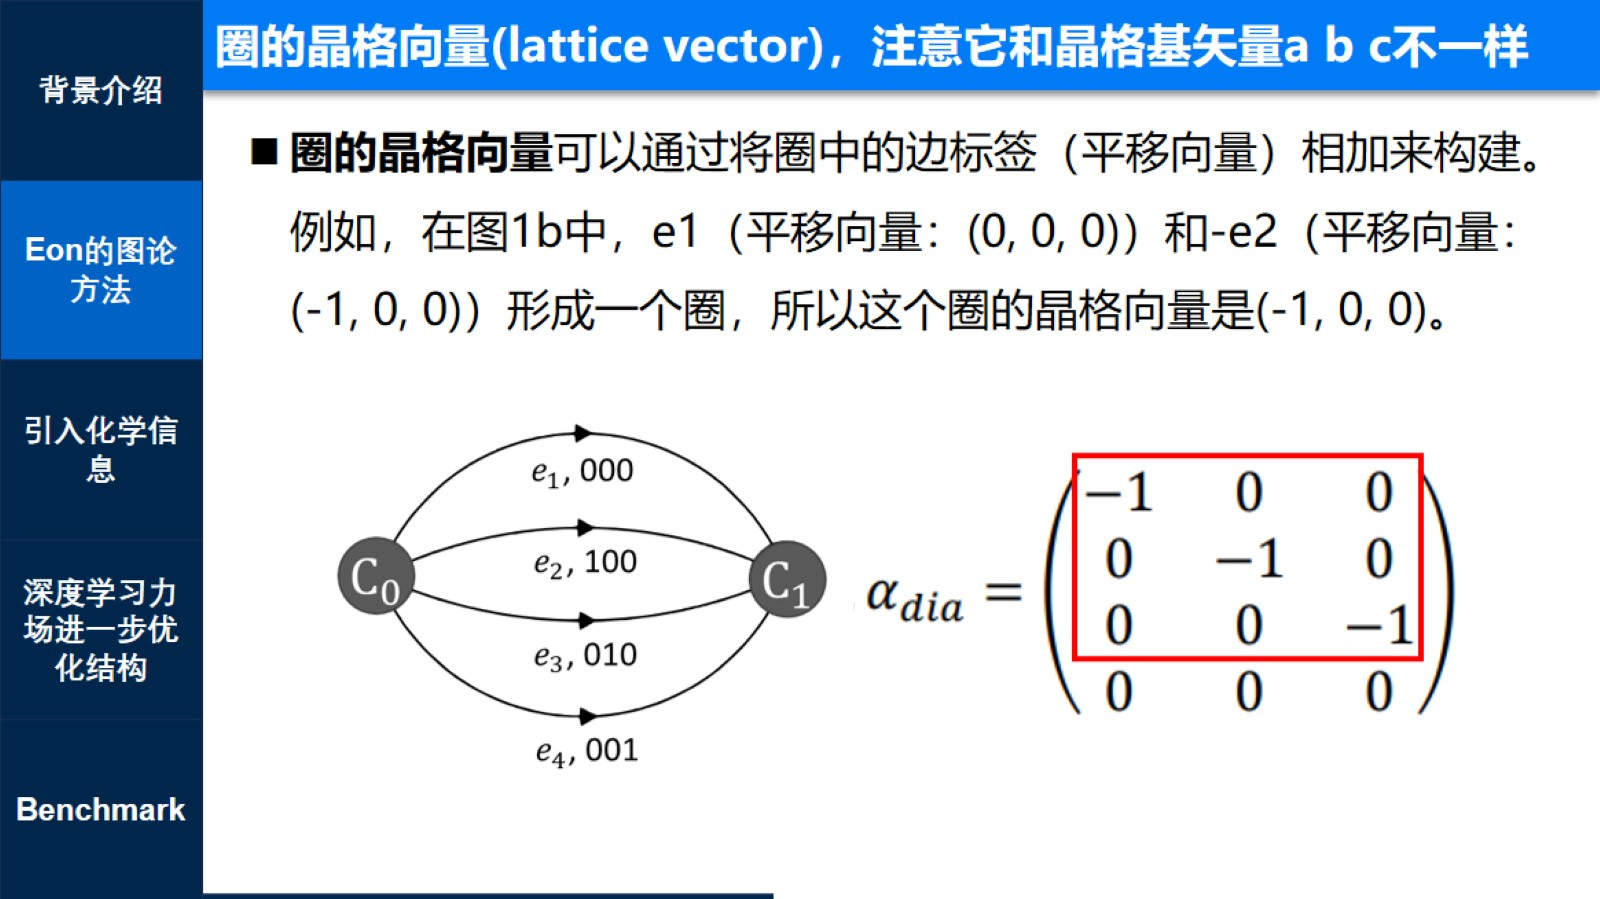 圈的晶格向量(lattice vector)，注意它和晶格基矢量a b c不一样
背景介绍
Eon的图论
方法
引入化学信
息
深度学习力
场进一步优
化结构
Benchmark
■ 圈的晶格向量可以通过将圈中的边标签（平移向量）相加来构建。
例如，在图1b中，e1（平移向量：(0, 0, 0)）和-e2（平移向量：
(-1, 0, 0)）形成一个圈，所以这个圈的晶格向量是(-1, 0, 0)。
e₁, 000
e₂, 100
C₀
C₁
e₃, 010
e₄, 001
α_dia =
−1 0 0
0 −1 0
0 0 −1
0 0 0